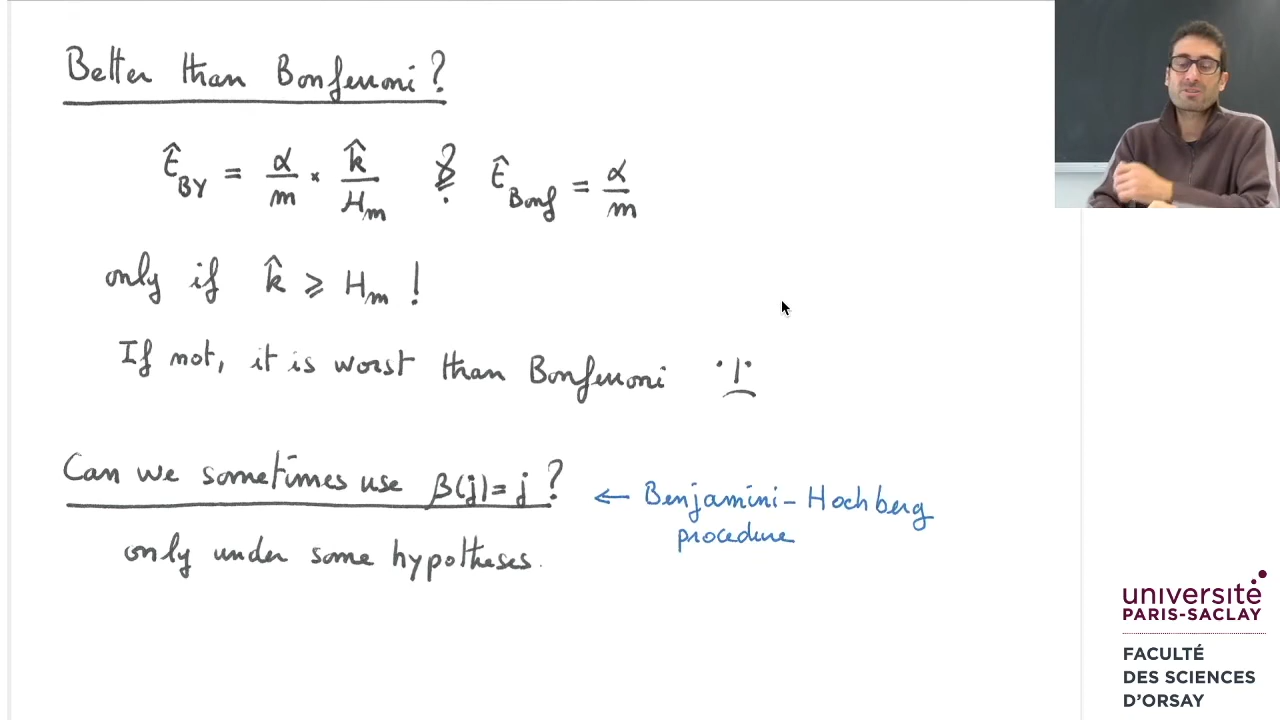 Better than Bonferroni?
t̂_BY = α/m × k̂/H_m ≥? t̂_Bonf = α/m
only if k̂ ⩾ H_m !
If not, it is worst than Bonferroni
Can we sometimes use β(j)=j ?
← Benjamini-Hochberg
procedure
only under some hypotheses.
université
PARIS-SACLAY
FACULTÉ
DES SCIENCES
D'ORSAY